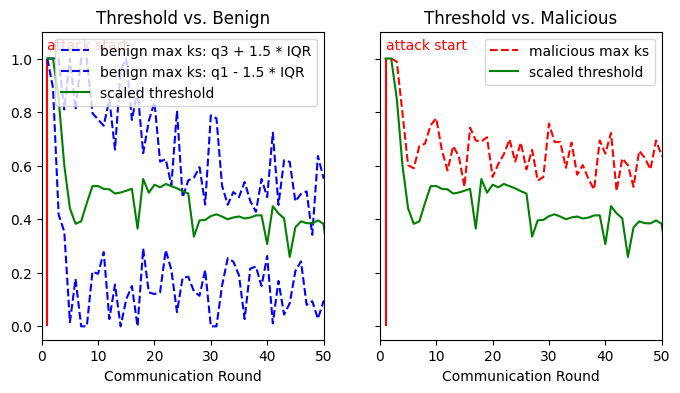 Threshold vs. Benign
attack start
benign max ks: q3 + 1.5 * IQR
benign max ks: q1 - 1.5 * IQR
scaled threshold
1.0
0.8
0.6
0.4
0.2
0.0
0 10 20 30 40 50
Communication Round
Threshold vs. Malicious
attack start
malicious max ks
scaled threshold
0 10 20 30 40 50
Communication Round